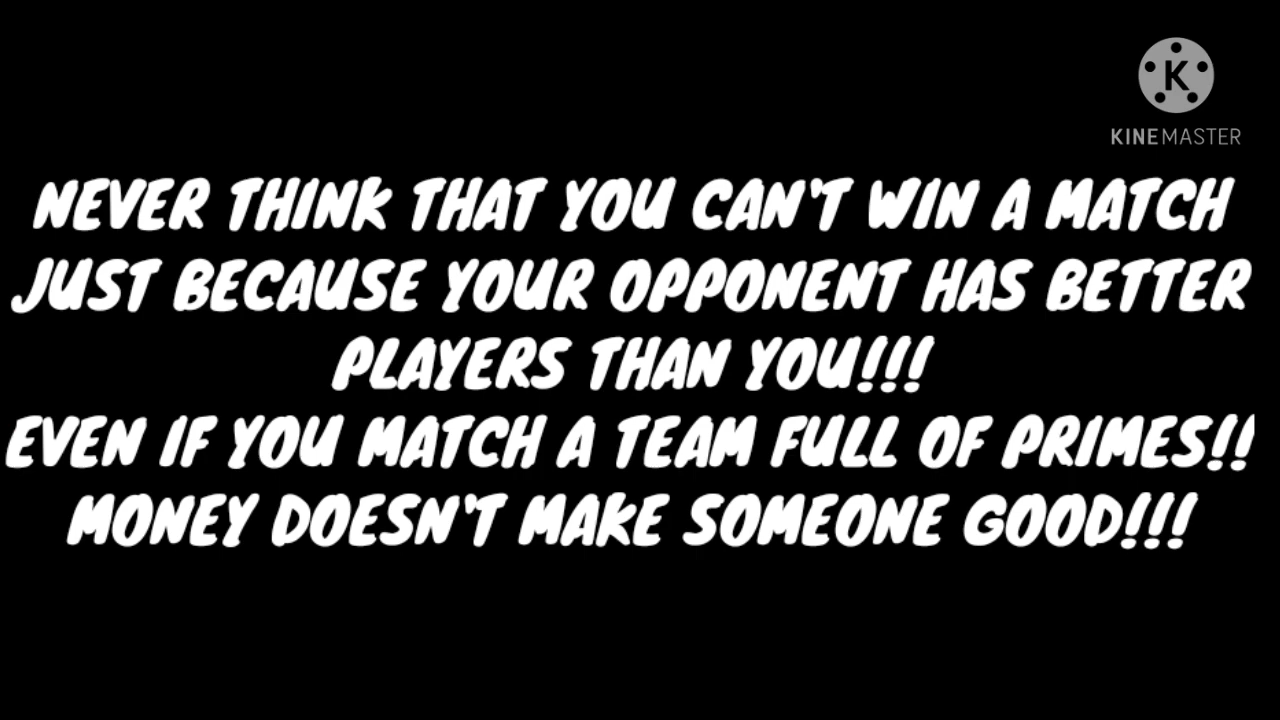 K
KINEMASTER
NEVER THINK THAT YOU CAN'T WIN A MATCH
JUST BECAUSE YOUR OPPONENT HAS BETTER
PLAYERS THAN YOU!!!
EVEN IF YOU MATCH A TEAM FULL OF PRIMES!!
MONEY DOESN'T MAKE SOMEONE GOOD!!!